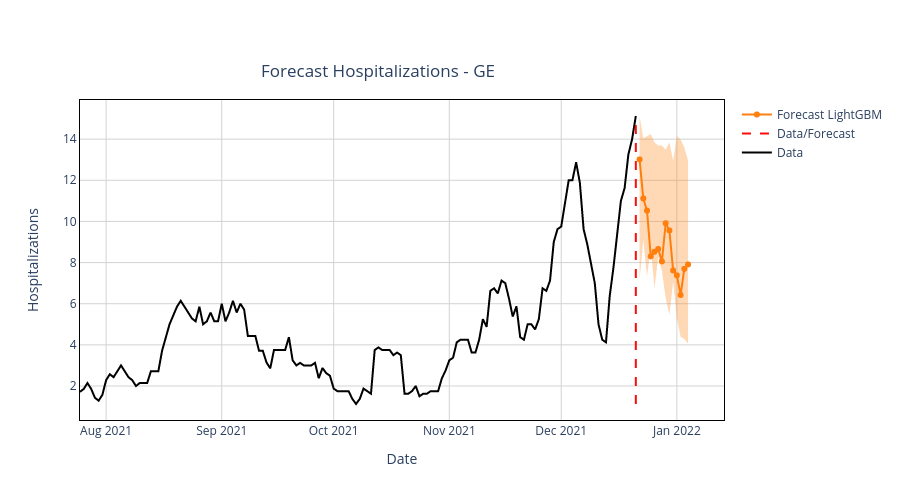 Forecast Hospitalizations - GE
Forecast LightGBM
Data/Forecast
Data
Hospitalizations
14
12
10
8
6
4
2
Aug 2021
Sep 2021
Oct 2021
Nov 2021
Dec 2021
Jan 2022
Date